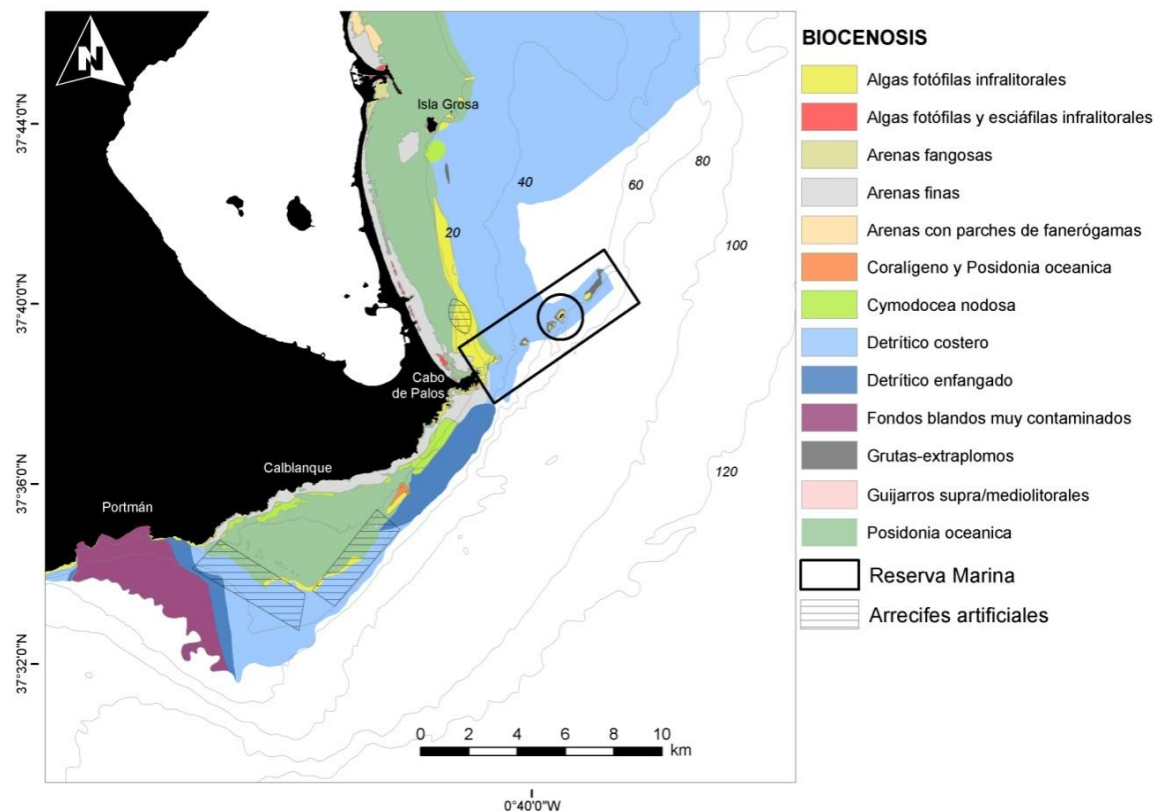 N
Isla Grosa
40
80
60
20
100
Cabo
de Palos
Calblanque
120
Portmán
37°44'0"N
37°40'0"N
37°36'0"N
37°32'0"N
0 2 4 6 8 10
km
0°40'0"W
BIOCENOSIS
Algas fotófilas infralitorales
Algas fotófilas y esciáfilas infralitorales
Arenas fangosas
Arenas finas
Arenas con parches de fanerógamas
Coralígeno y Posidonia oceanica
Cymodocea nodosa
Detrítico costero
Detrítico enfangado
Fondos blandos muy contaminados
Grutas-extraplomos
Guijarros supra/mediolitorales
Posidonia oceanica
Reserva Marina
Arrecifes artificiales